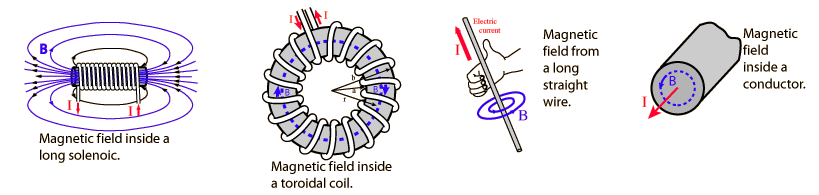 B
I
I
Magnetic field inside a
long solenoic.
I
I
b
a
r
B
B
Magnetic field inside
a toroidal coil.
Electric
current
I
B
Magnetic
field from
a long
straight
wire.
B
I
Magnetic
field
inside a
conductor.